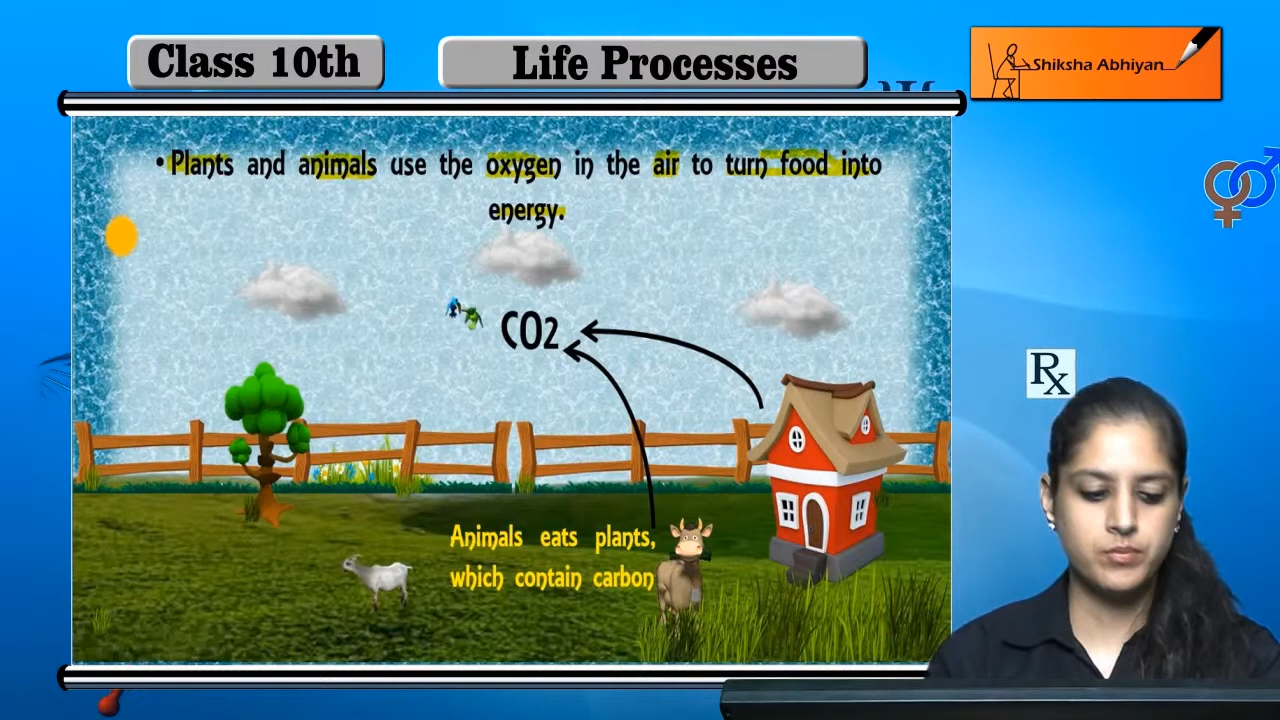 Class 10th
Life Processes
Shiksha Abhiyan
• Plants and animals use the oxygen in the air to turn food into
energy.
CO2
Rx
Animals eats plants,
which contain carbon